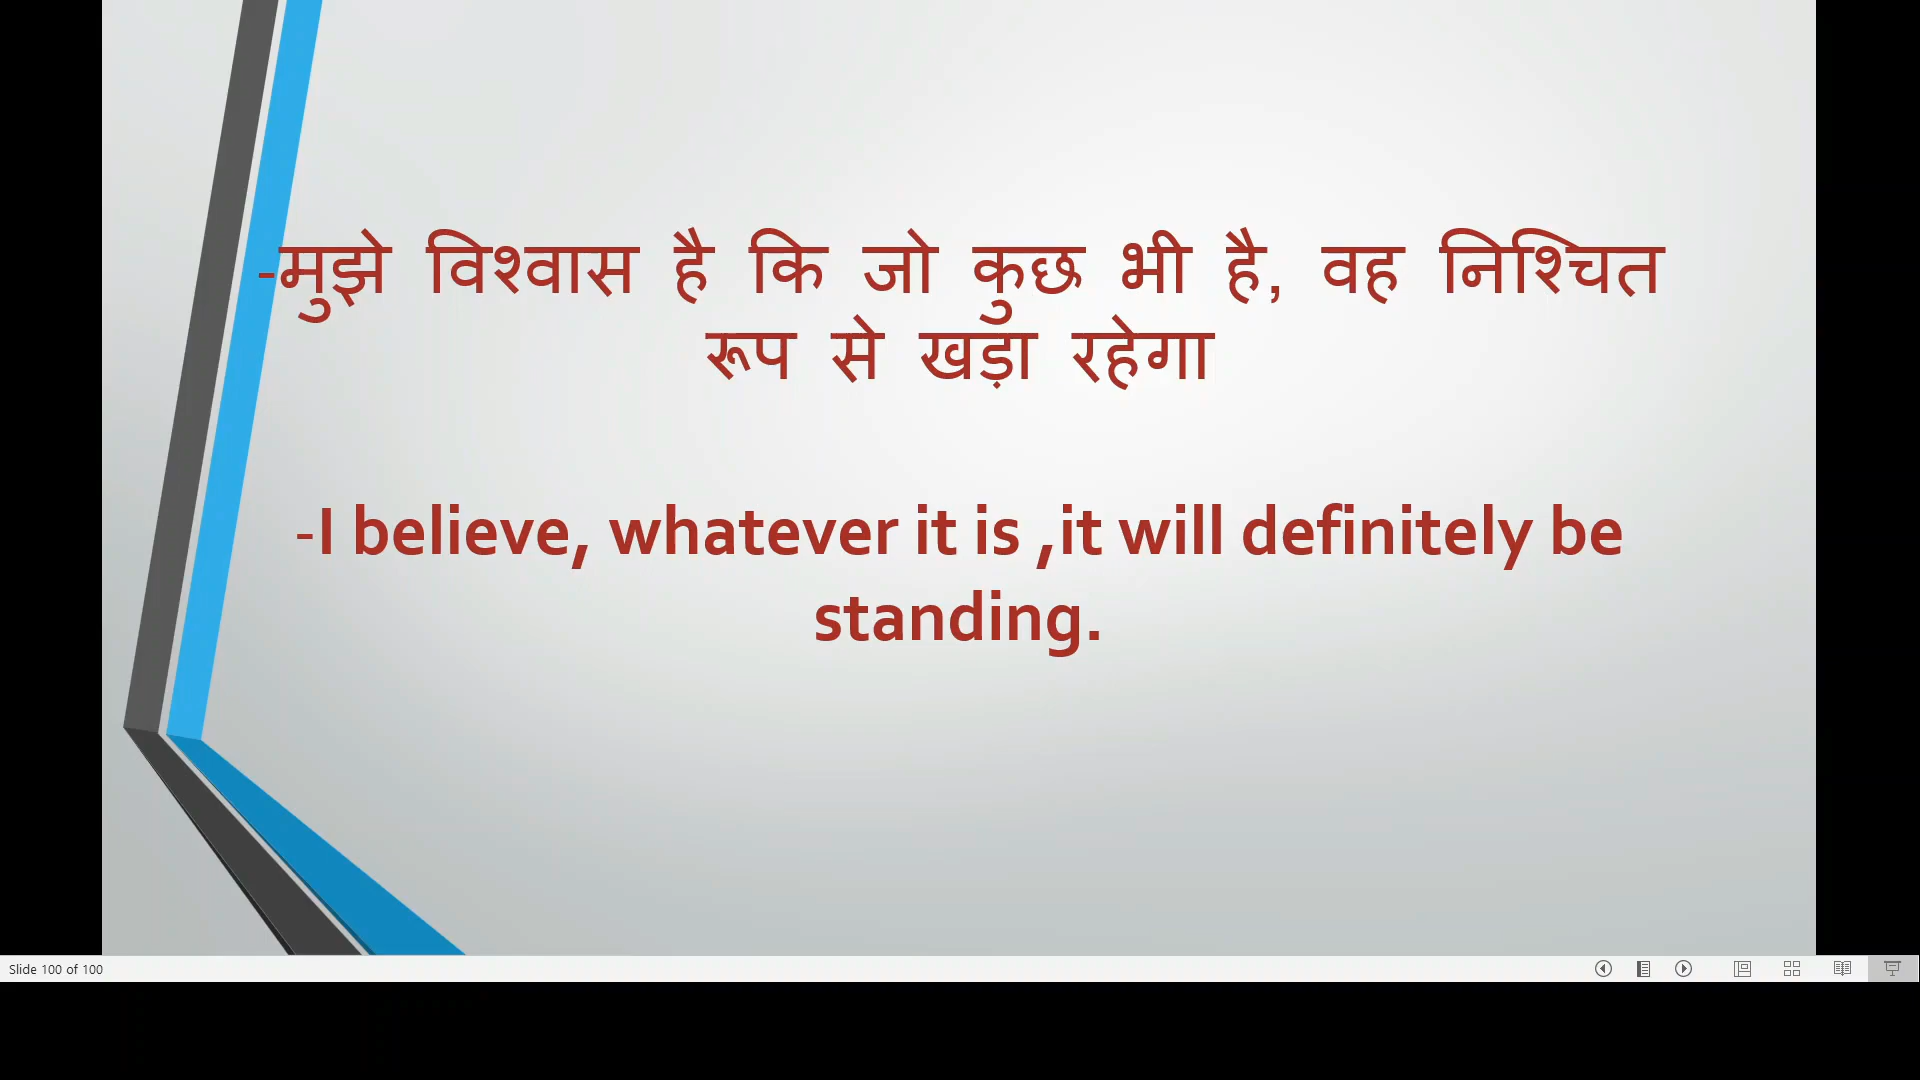 -मुझे विश्वास है कि जो कुछ भी है, वह निश्चित
रूप से खड़ा रहेगा
-I believe, whatever it is ,it will definitely be
standing.
Slide 100 of 100